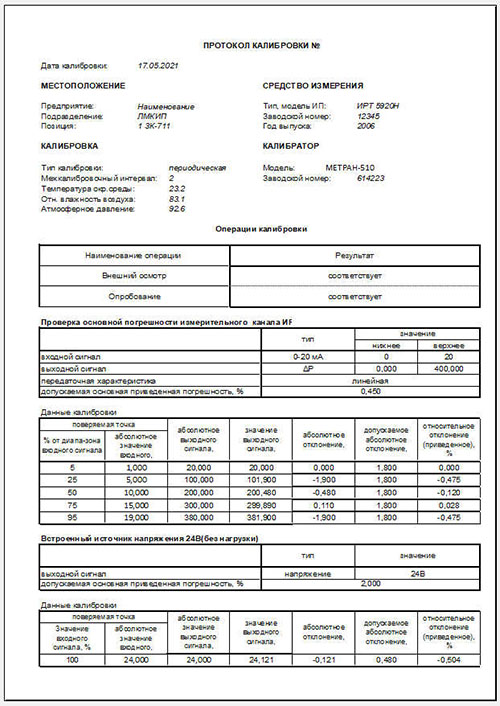 ПРОТОКОЛ КАЛИБРОВКИ №
Дата калибровки: 17.05.2021
МЕСТОПОЛОЖЕНИЕ СРЕДСТВО ИЗМЕРЕНИЯ
Предприятие: Наименование Тип, модель ИП: ИРТ 5920Н
Подразделение: ЛМКИП Заводской номер: 12345
Позиция: 1 ЗК-711 Год выпуска: 2006
КАЛИБРОВКА КАЛИБРАТОР
Тип калибровки: периодическая Модель: МЕТРАН-510
Межкалибровочный интервал: 2 Заводской номер: 614223
Температура окр.среды: 23.2
Отн. влажность воздуха: 83.1
Атмосферное давление: 92.6
Операции калибровки
Наименование операции Результат
Внешний осмотр соответствует
Опробование соответствует
Проверка основной погрешности измерительного канала ИР
тип значение
нижнее верхнее
входной сигнал 0-20 мА 0 20
выходной сигнал ΔР 0,000 400,000
передаточная характеристика линейная
допускаемая основная приведенная погрешность, % 0,450
Данные калибровки
поверяемая точка абсолютное выходного сигнала, значение выходного сигнала, абсолютное отклонение, допускаемое абсолютное отклонение, относительное отклонение (приведенное), %
% от диапа-зона входного сигнала абсолютное значение входного,
5 1,000 20,000 20,000 0,000 1,800 0,000
25 5,000 100,000 101,900 -1,900 1,800 -0,475
50 10,000 200,000 200,480 -0,480 1,800 -0,120
75 15,000 300,000 299,890 0,110 1,800 0,028
95 19,000 380,000 381,900 -1,900 1,800 -0,475
Встроенный источник напряжения 24В(без нагрузки)
тип значение
выходной сигнал напряжение 24В
допускаемая основная приведенная погрешность, % 2,000
Данные калибровки
поверяемая точка абсолютное значение выходного сигнала, значение выходного сигнала, абсолютное отклонение, допускаемое абсолютное отклонение, относительное отклонение (приведенное), %
Значение входного сигнала, % абсолютное значение входного,
100 24,000 24,000 24,121 -0,121 0,480 -0,504